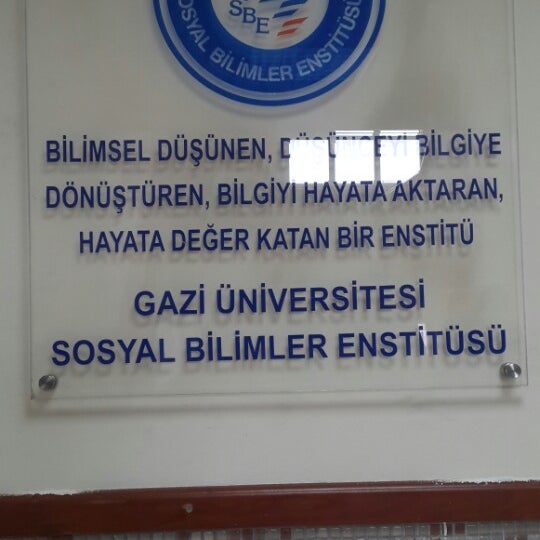 SBE
SOSYAL BİLİMLER ENSTİTÜSÜ
BİLİMSEL DÜŞÜNEN, DÜŞÜNCEYİ BİLGİYE
DÖNÜŞTÜREN, BİLGİYİ HAYATA AKTARAN,
HAYATA DEĞER KATAN BİR ENSTİTÜ
GAZİ ÜNİVERSİTESİ
SOSYAL BİLİMLER ENSTİTÜSÜ